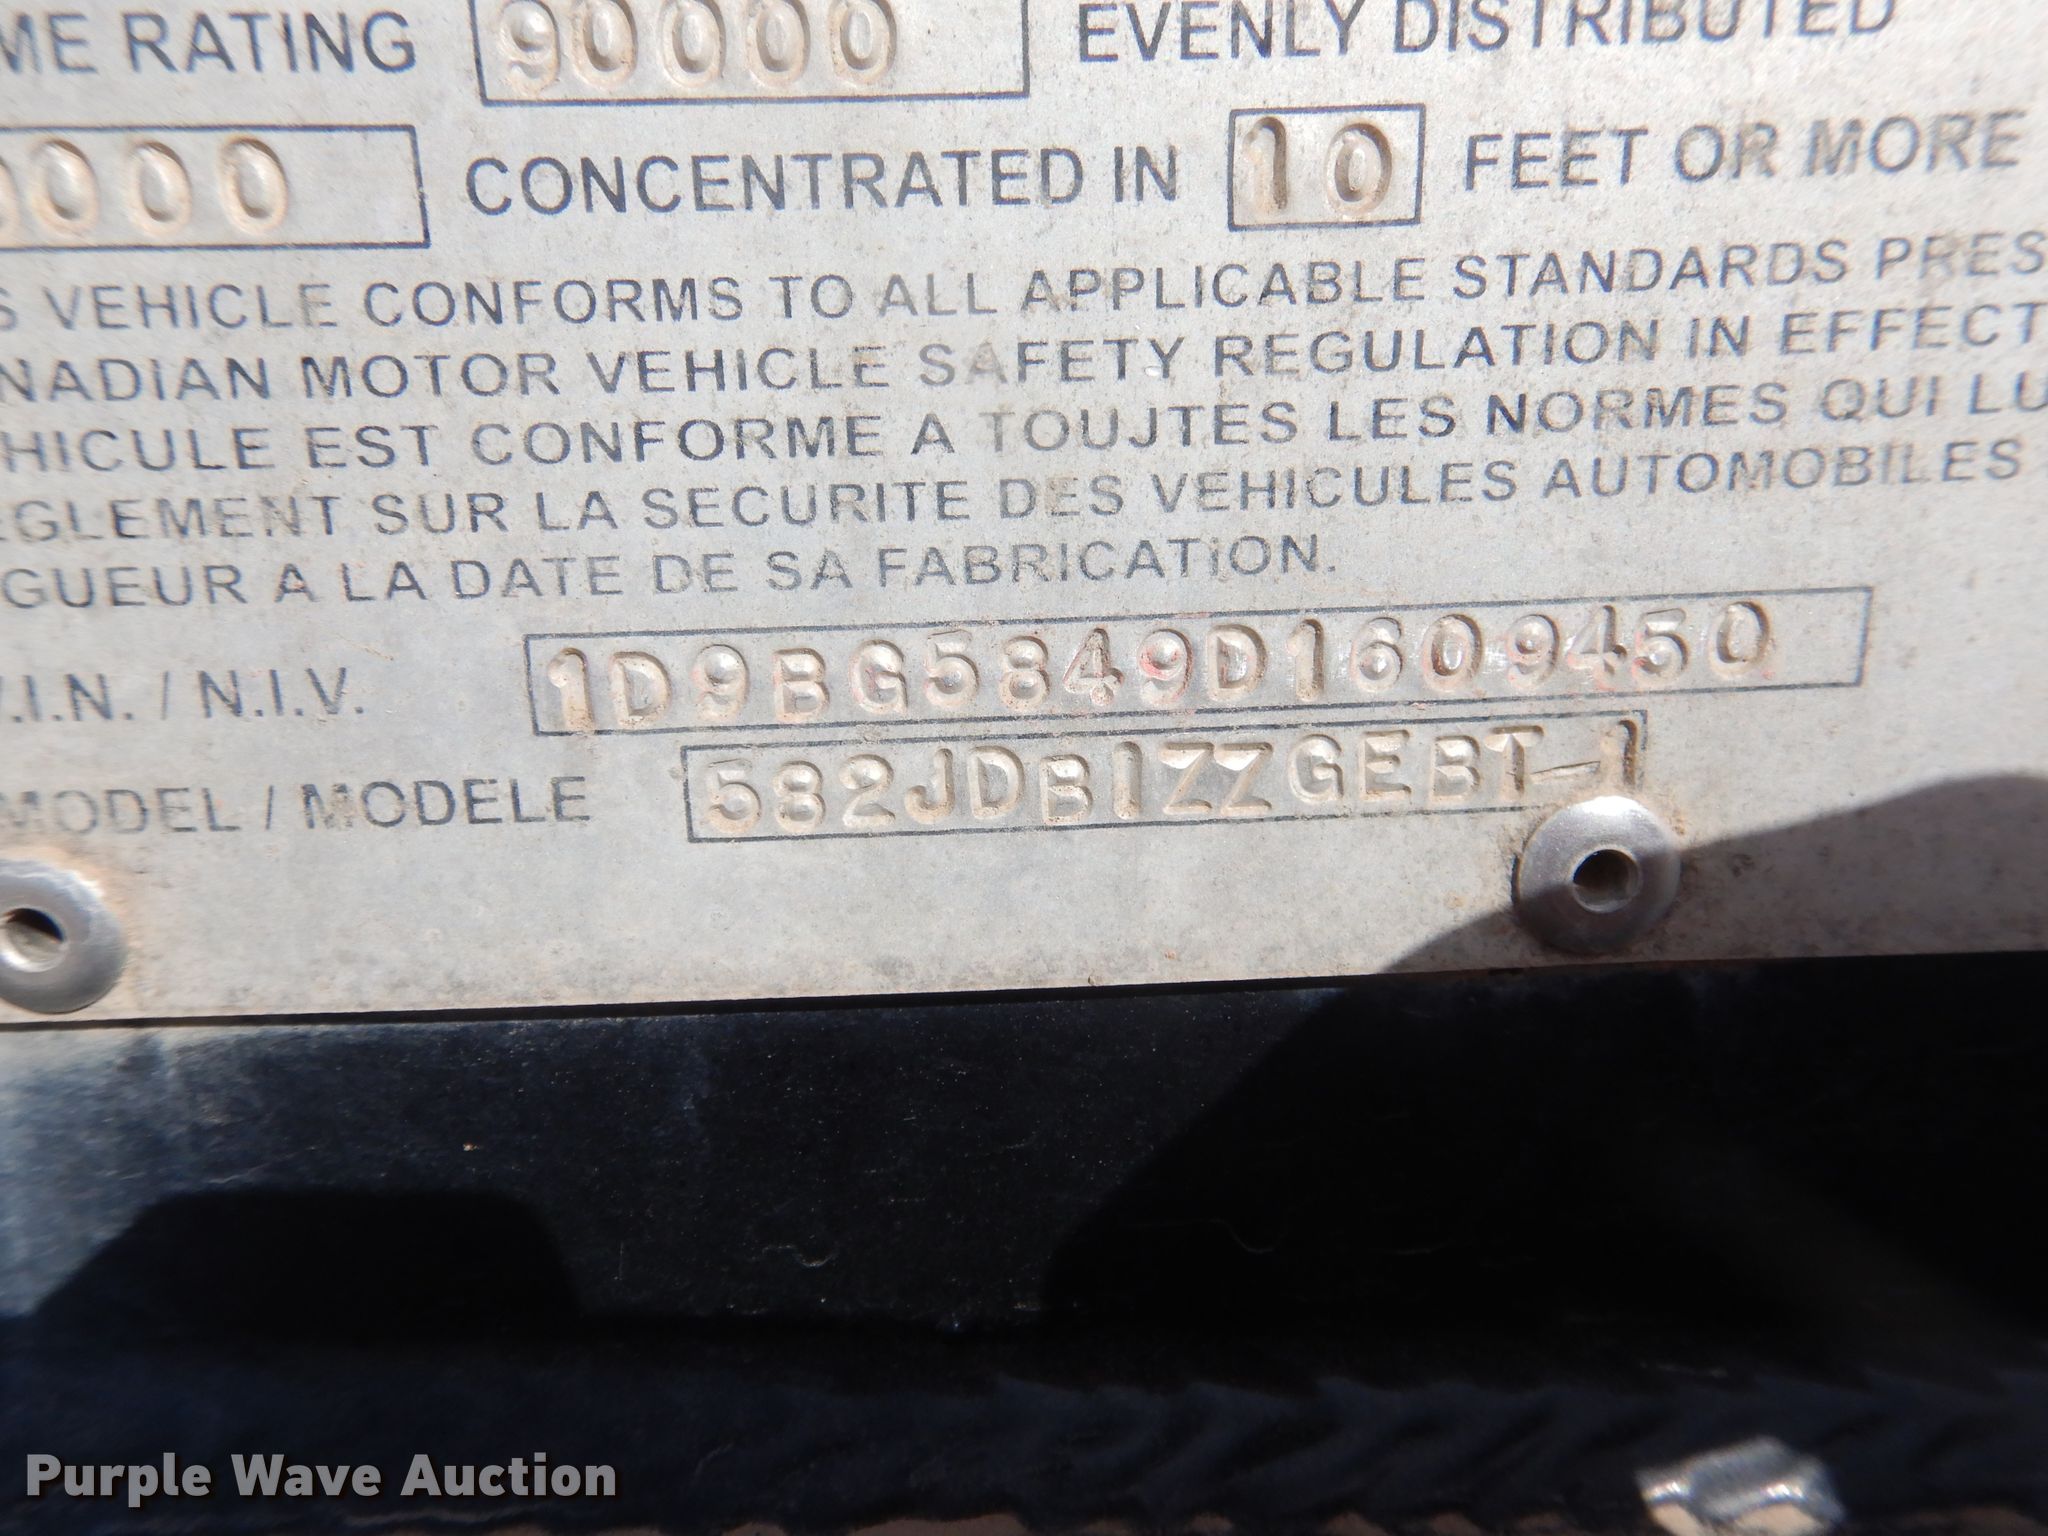 ME RATING 90000 EVENLY DISTRIBUTED
000 CONCENTRATED IN 10 FEET OR MORE
S VEHICLE CONFORMS TO ALL APPLICABLE STANDARDS PRES
NADIAN MOTOR VEHICLE SAFETY REGULATION IN EFFECT
HICULE EST CONFORME A TOUJTES LES NORMES QUI LU
EGLEMENT SUR LA SECURITE DES VEHICULES AUTOMOBILES
GUEUR A LA DATE DE SA FABRICATION.
V.I.N. / N.I.V. 1D9BG5849D1609450
MODEL / MODELE 582JDB1ZZGEBT-1
Purple Wave Auction